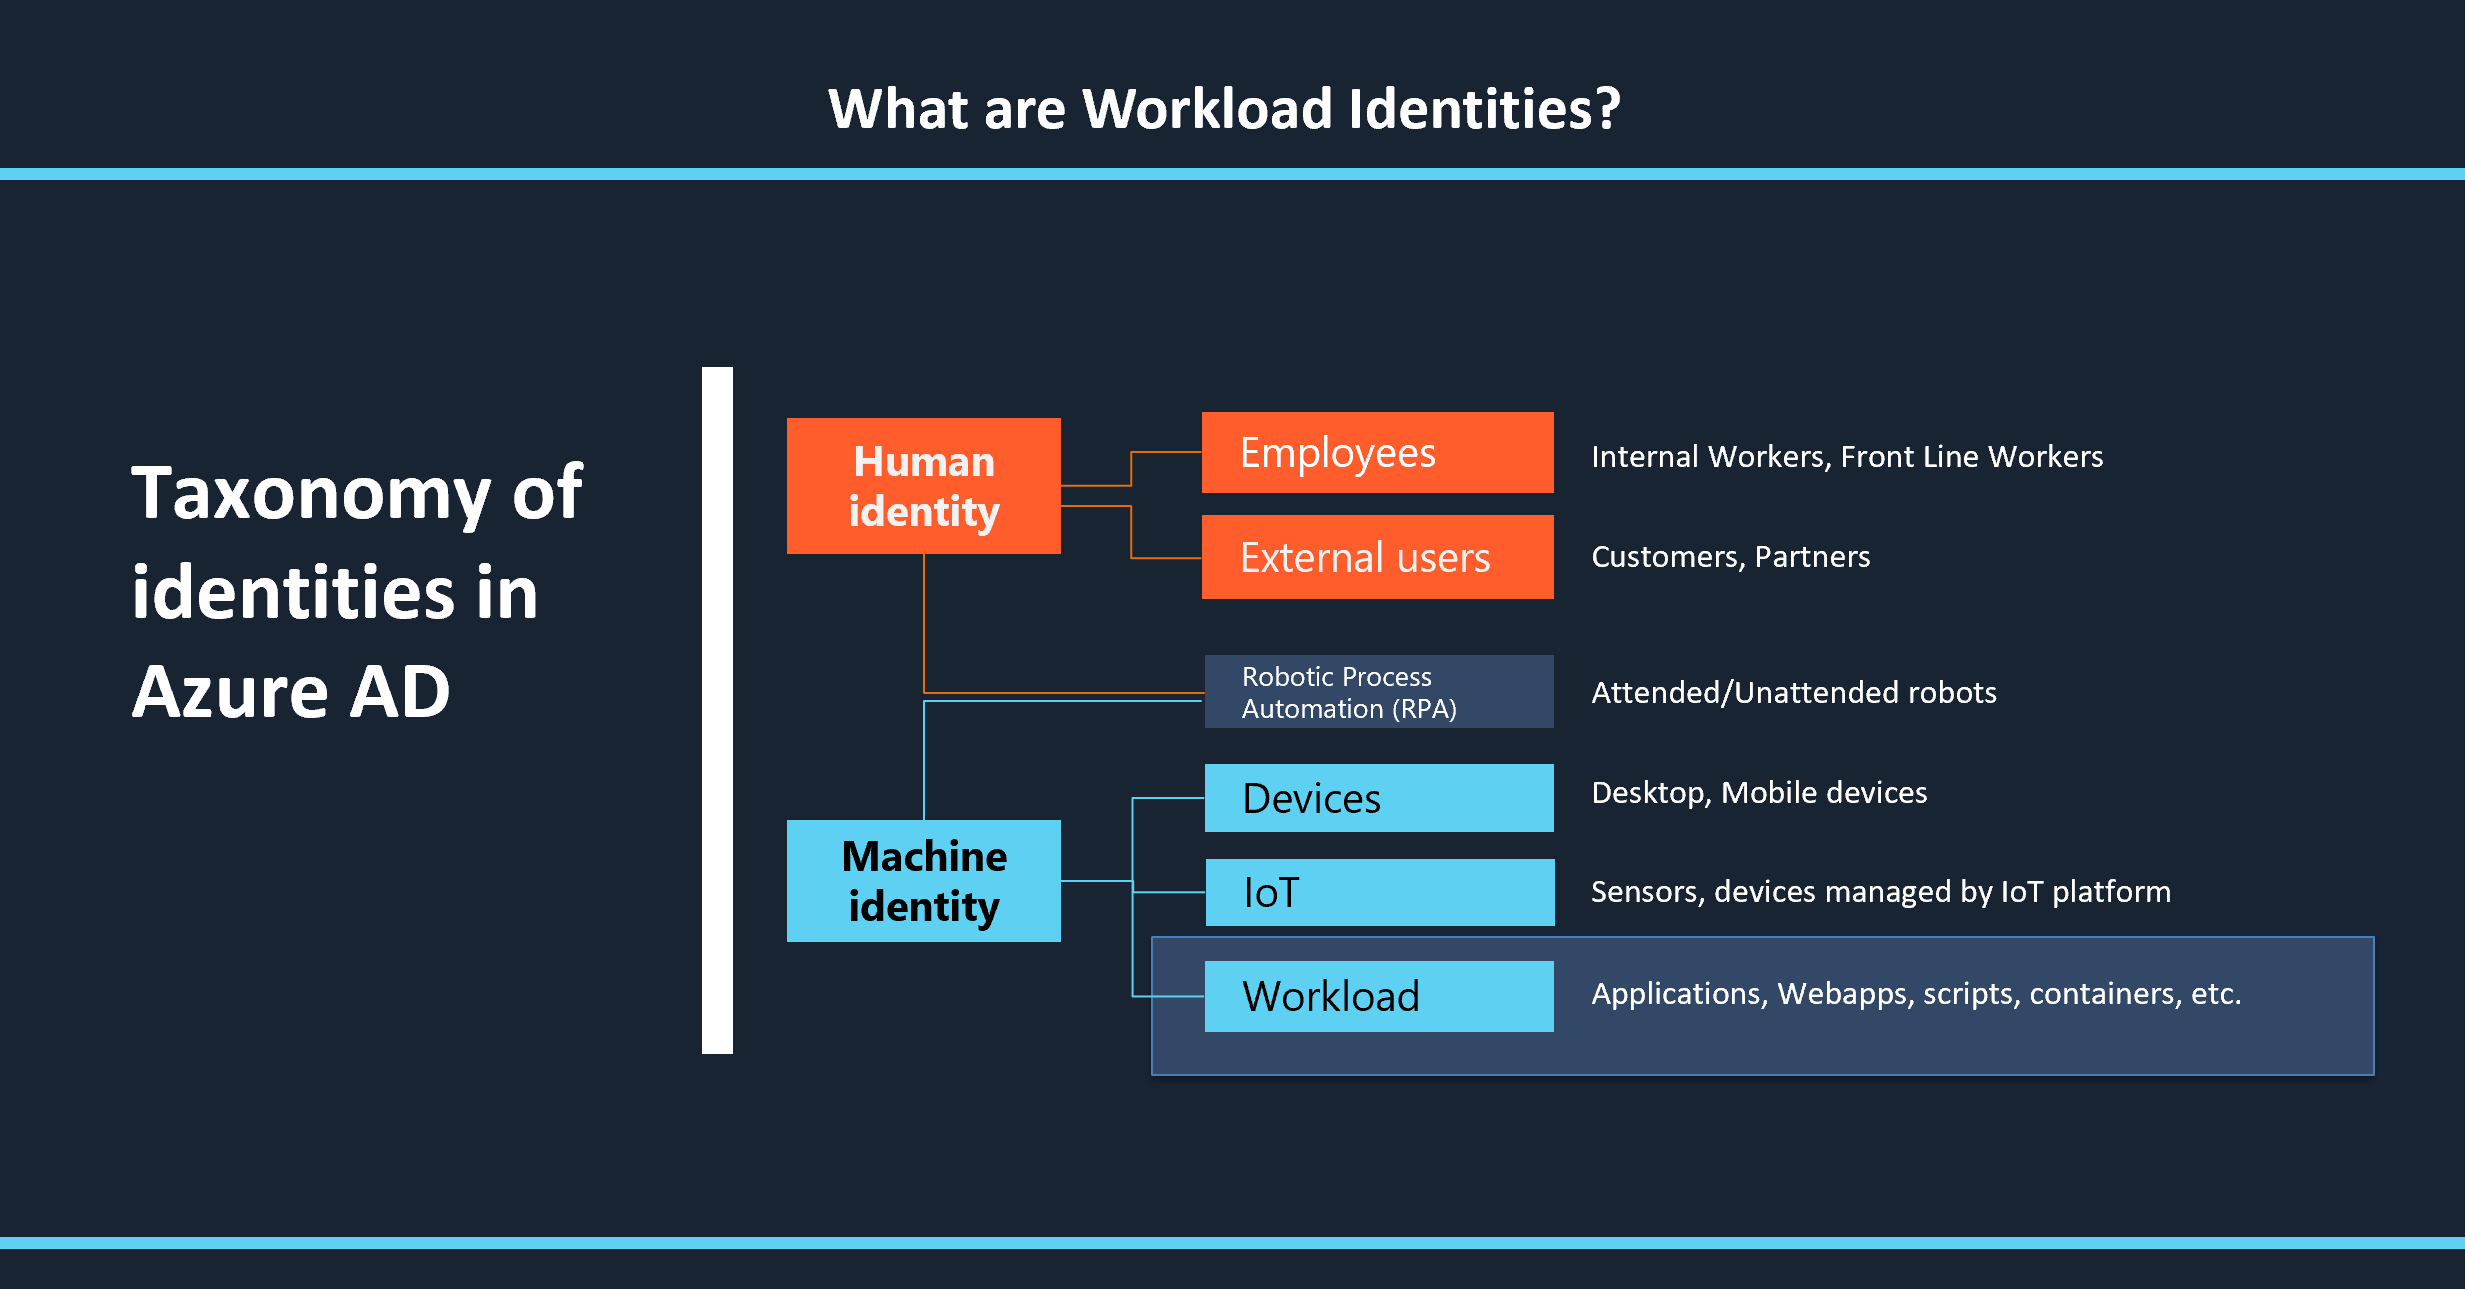 What are Workload Identities?
Taxonomy of
identities in
Azure AD
Human
identity
Employees
Internal Workers, Front Line Workers
External users
Customers, Partners
Robotic Process
Automation (RPA)
Attended/Unattended robots
Machine
identity
Devices
Desktop, Mobile devices
IoT
Sensors, devices managed by IoT platform
Workload
Applications, Webapps, scripts, containers, etc.